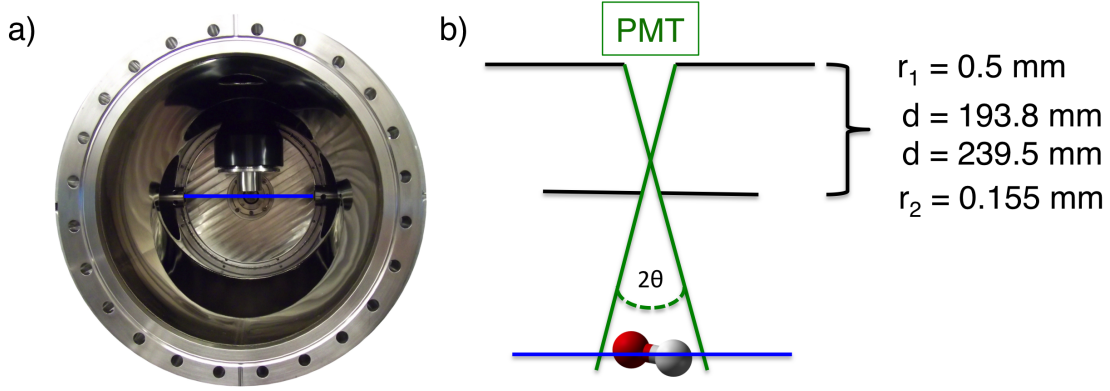 a)
b)
PMT
r₁ = 0.5 mm
d = 193.8 mm
d = 239.5 mm
r₂ = 0.155 mm
2θ